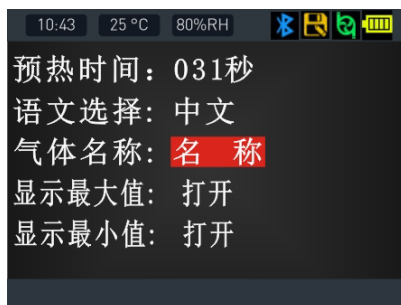 10:43 25°C 80%RH
预热时间：031秒
语文选择: 中文
气体名称: 名 称
显示最大值: 打开
显示最小值: 打开